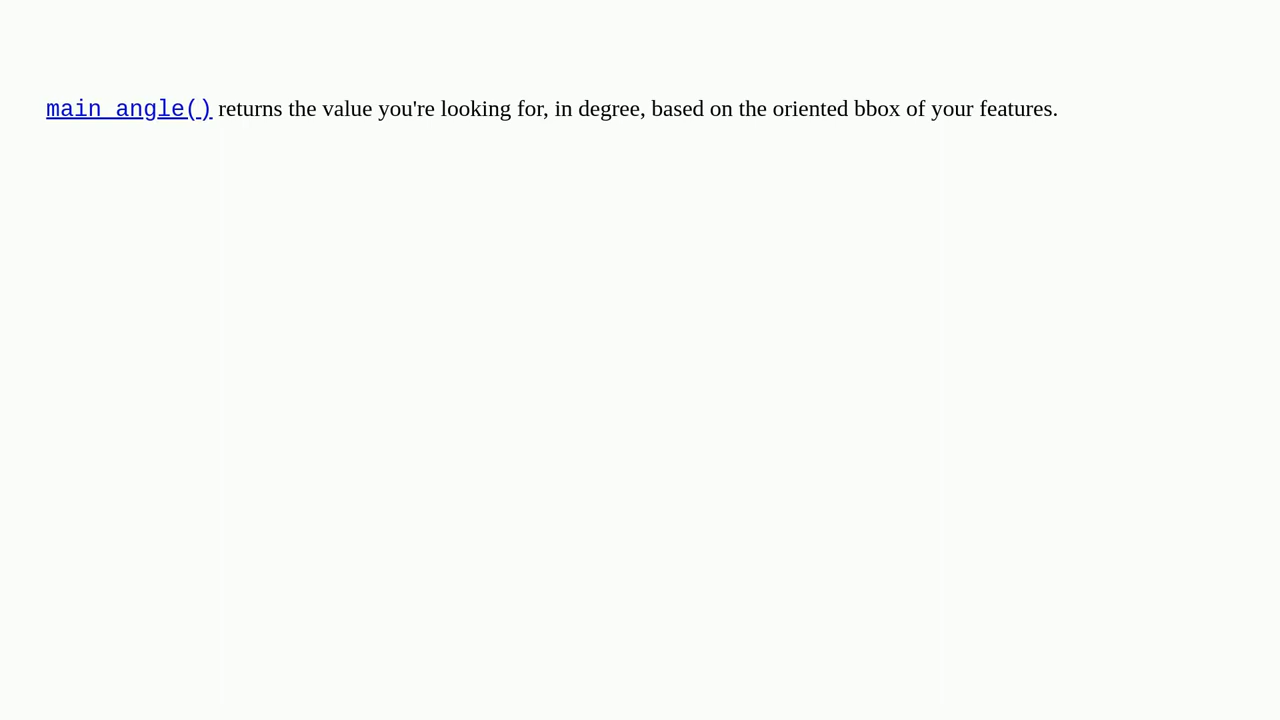 main_angle() returns the value you're looking for, in degree, based on the oriented bbox of your features.